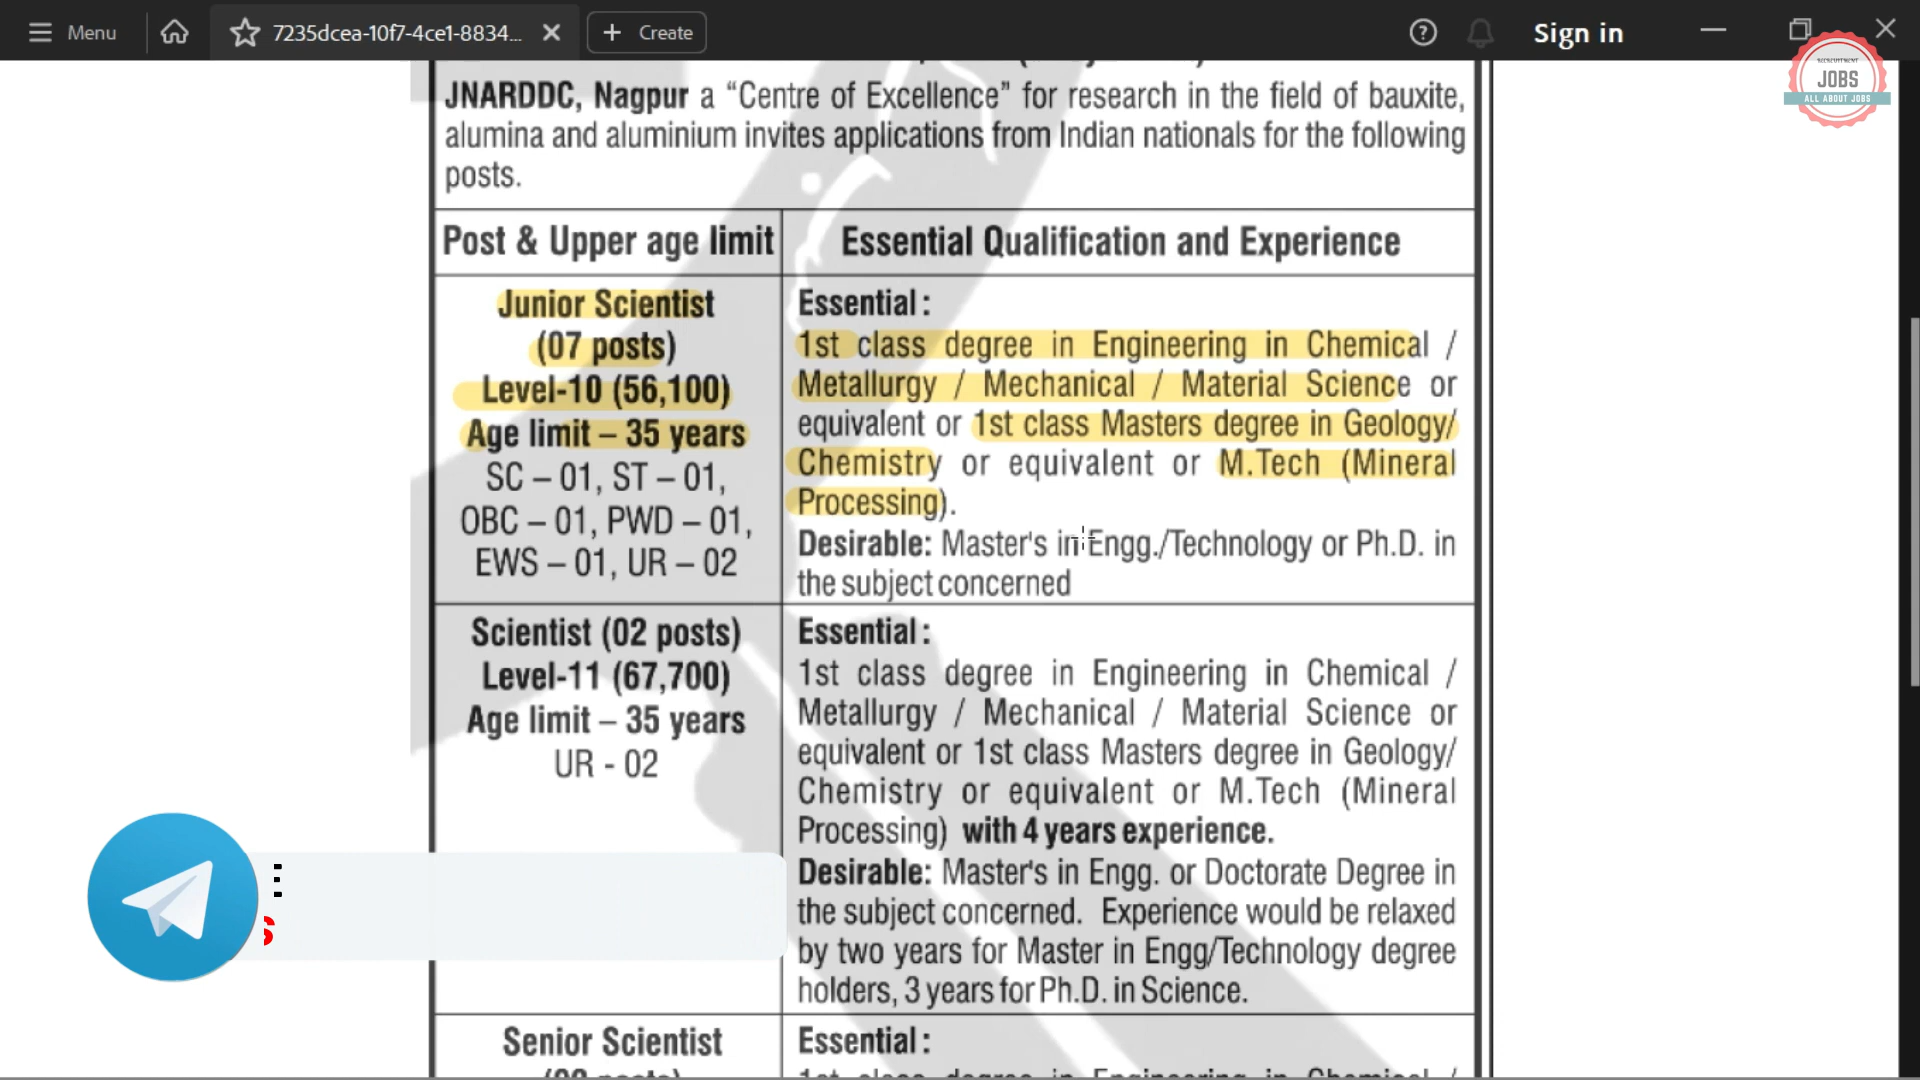 Menu
7235dcea-10f7-4ce1-8834...
Create
Sign in
RECRUITMENT
JOBS
ALL ABOUT JOBS
JNARDDC, Nagpur a “Centre of Excellence” for research in the field of bauxite,
alumina and aluminium invites applications from Indian nationals for the following
posts.
Post & Upper age limit
Essential Qualification and Experience
Junior Scientist
(07 posts)
Level-10 (56,100)
Age limit – 35 years
SC – 01, ST – 01,
OBC – 01, PWD – 01,
EWS – 01, UR – 02
Essential :
1st class degree in Engineering in Chemical /
Metallurgy / Mechanical / Material Science or
equivalent or 1st class Masters degree in Geology/
Chemistry or equivalent or M.Tech (Mineral
Processing).
Desirable: Master's in Engg./Technology or Ph.D. in
the subject concerned
Scientist (02 posts)
Level-11 (67,700)
Age limit – 35 years
UR - 02
Essential :
1st class degree in Engineering in Chemical /
Metallurgy / Mechanical / Material Science or
equivalent or 1st class Masters degree in Geology/
Chemistry or equivalent or M.Tech (Mineral
Processing) with 4 years experience.
Desirable: Master's in Engg. or Doctorate Degree in
the subject concerned. Experience would be relaxed
by two years for Master in Engg/Technology degree
holders, 3 years for Ph.D. in Science.
Senior Scientist
Essential :
1st class degree in Engineering in Chemical /